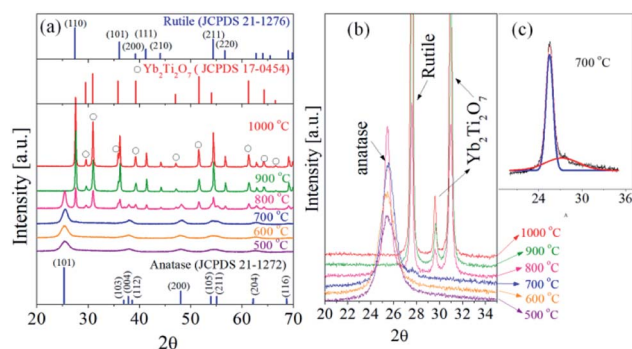 (a)
(110)
Rutile (JCPDS 21-1276)
(101)
(111)
(200)
(210)
(211)
(220)
Yb2Ti2O7 ( JCPDS 17-0454)
1000 °C
900 °C
800 °C
700 °C
600 °C
500 °C
Anatase (JCPDS 21-1272)
(101)
(103)
(004)
(112)
(200)
(105)
(211)
(204)
(116)
Intensity [a.u.]
20 30 40 50 60 70
2θ
(b)
anatase
Rutile
Yb2Ti2O7
1000 °C
900 °C
800 °C
700 °C
600 °C
500 °C
Intensity [a.u.]
20 22 24 26 28 30 32 34
2θ
(c)
700 °C
24 28 32